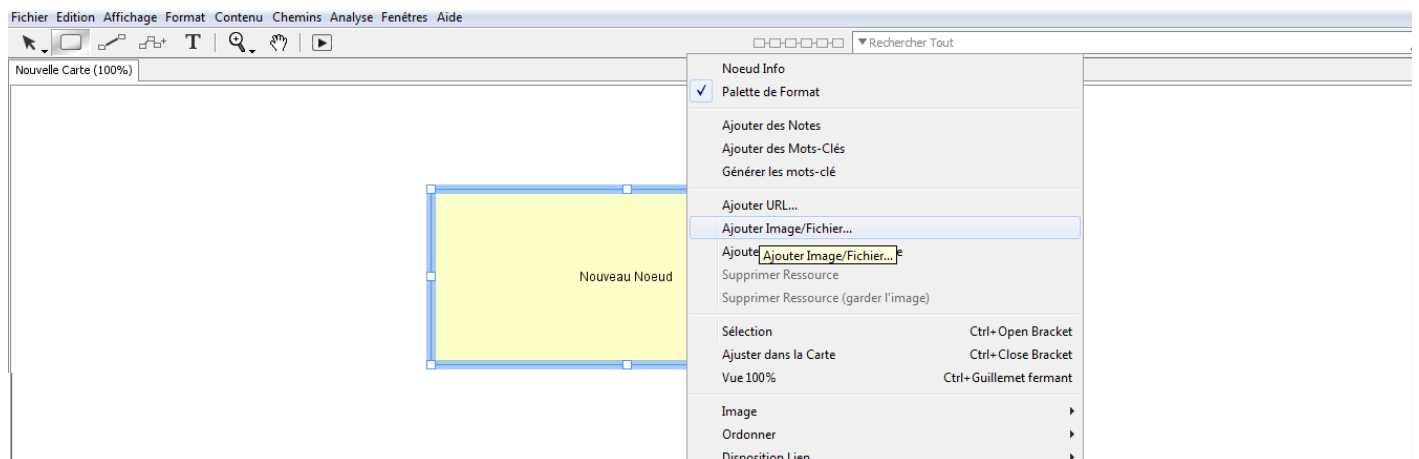 Fichier Edition Affichage Format Contenu Chemins Analyse Fenêtres Aide
T
Rechercher Tout
Nouvelle Carte (100%)
Noeud Info
Palette de Format
Ajouter des Notes
Ajouter des Mots-Clés
Générer les mots-clé
Ajouter URL...
Ajouter Image/Fichier...
Ajouter Image/Fichier...
Supprimer Ressource
Supprimer Ressource (garder l'image)
Nouveau Noeud
Sélection Ctrl+Open Bracket
Ajuster dans la Carte Ctrl+Close Bracket
Vue 100% Ctrl+Guillemet fermant
Image
Ordonner
Disposition Lien